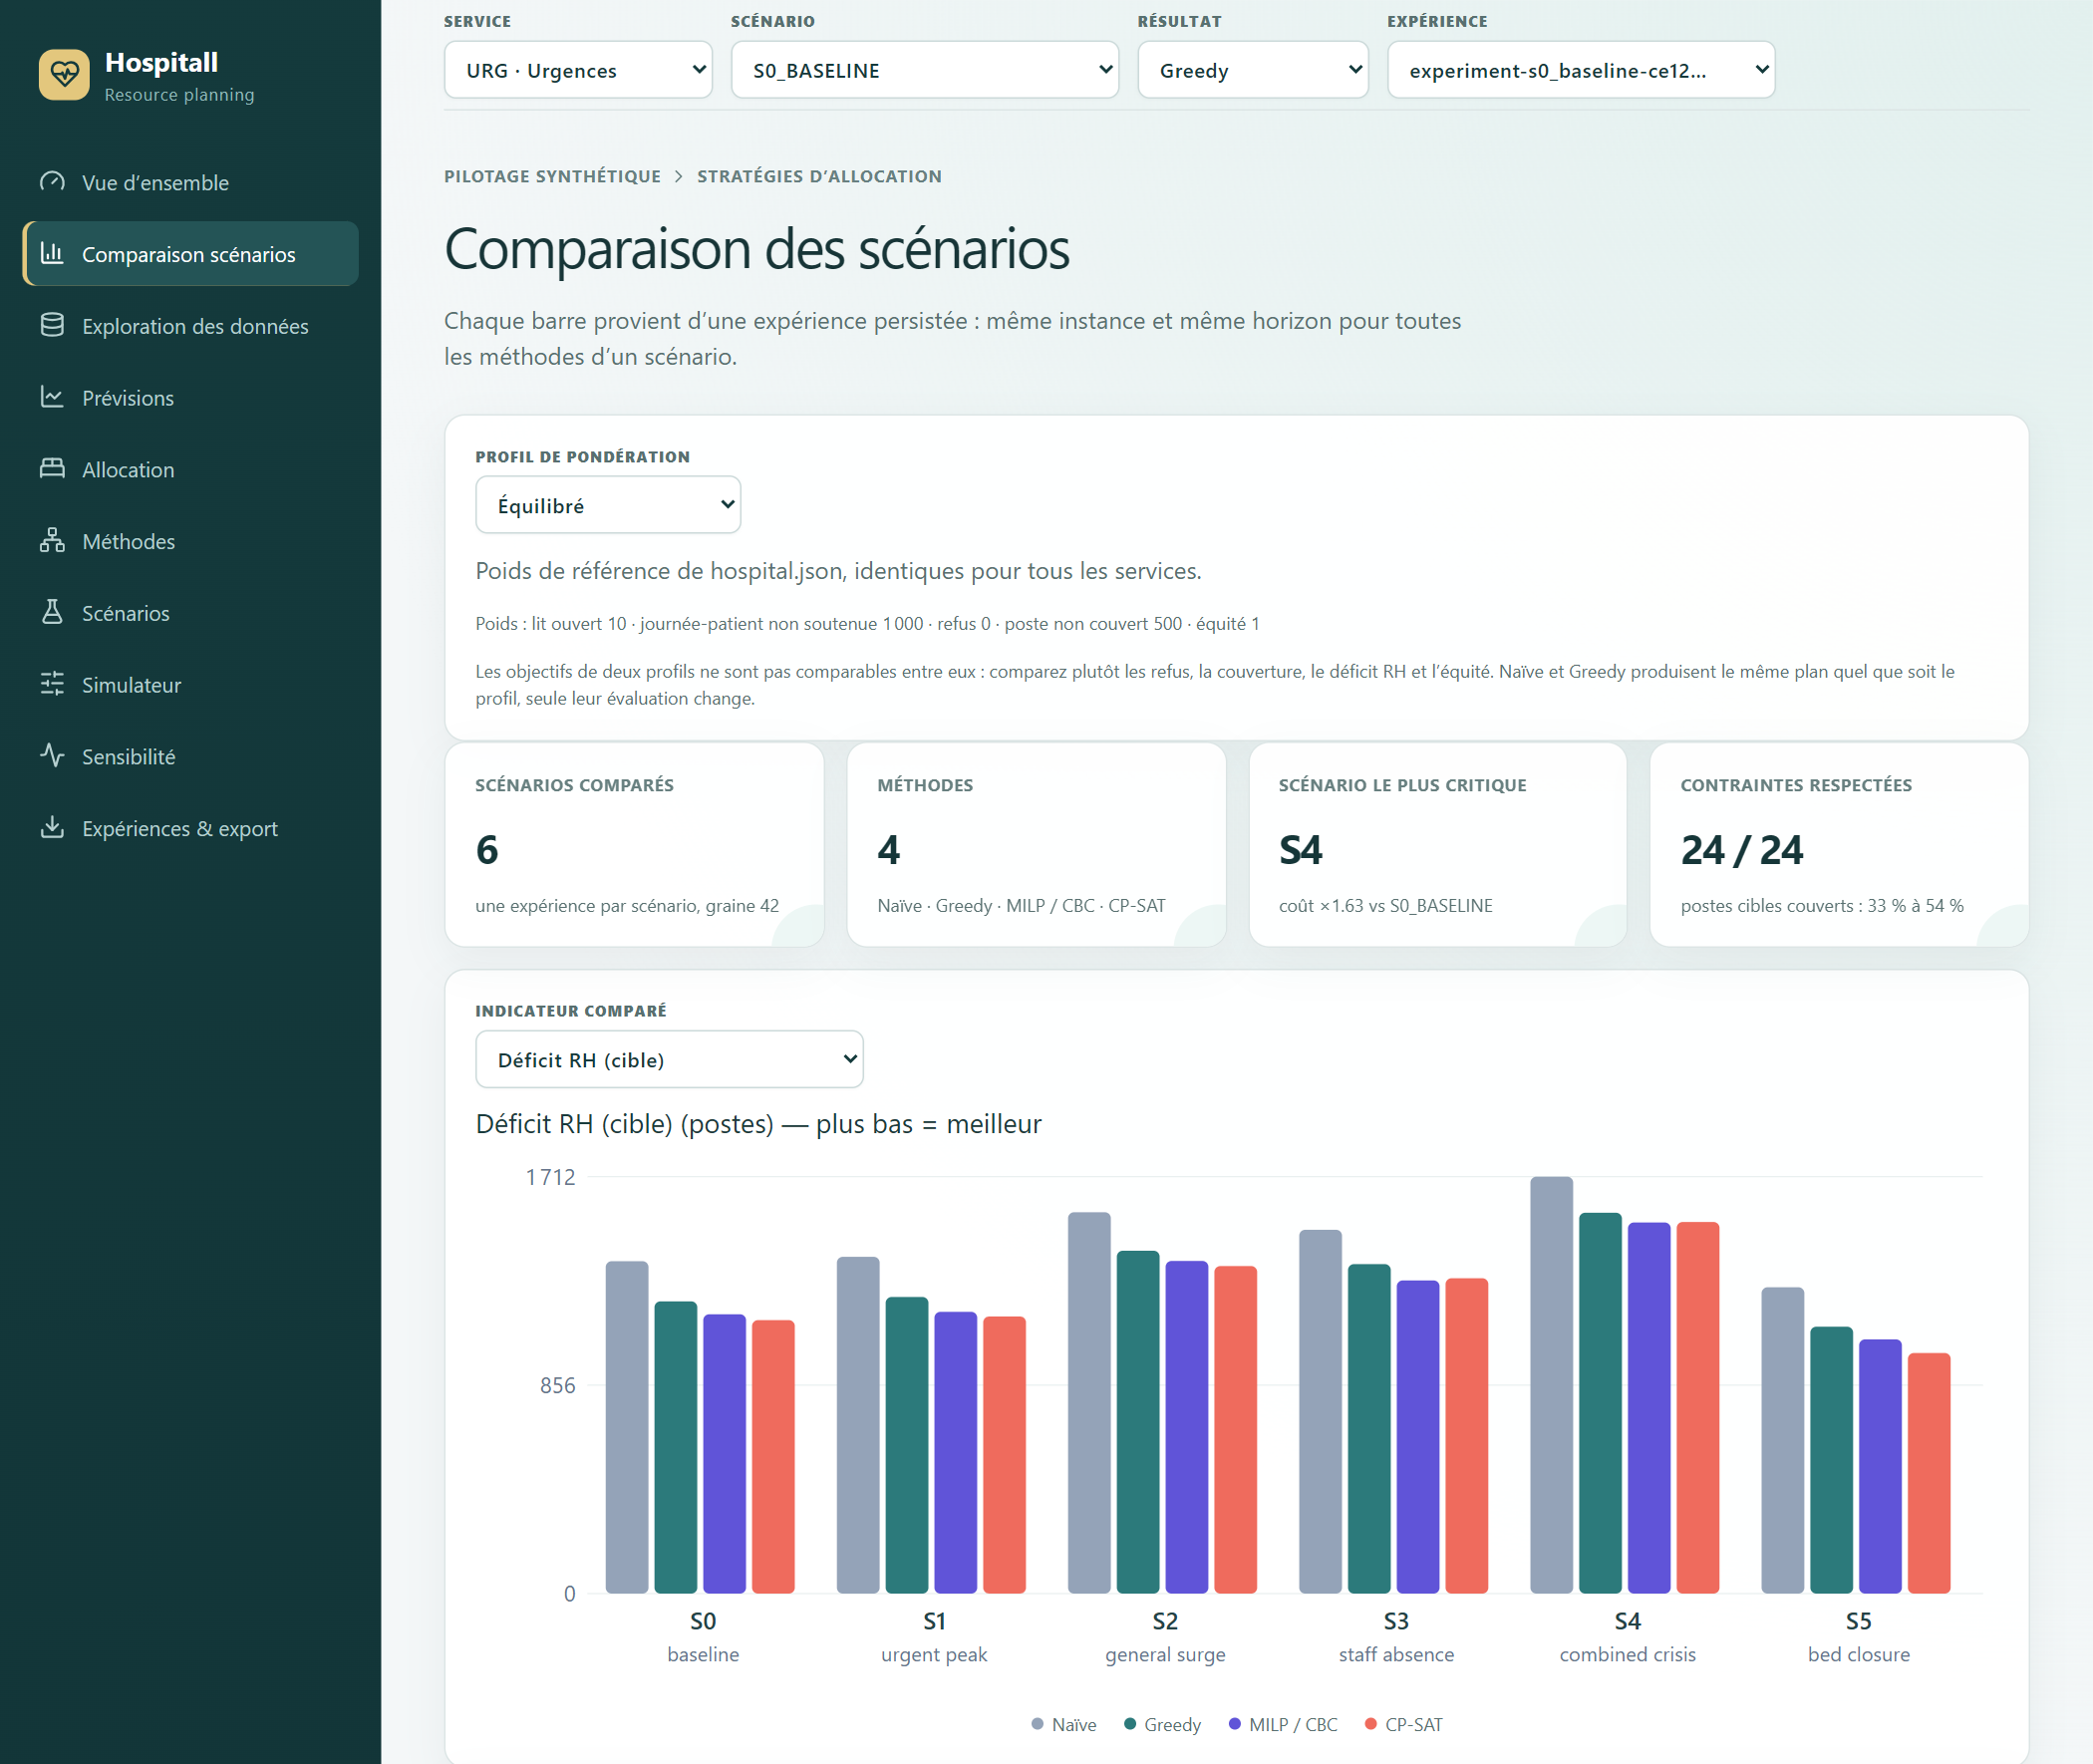 Hospitall
Resource planning
Vue d’ensemble
Comparaison scénarios
Exploration des données
Prévisions
Allocation
Méthodes
Scénarios
Simulateur
Sensibilité
Expériences & export
SERVICE
URG · Urgences
SCÉNARIO
S0_BASELINE
RÉSULTAT
Greedy
EXPÉRIENCE
experiment-s0_baseline-ce12...
PILOTAGE SYNTHÉTIQUE > STRATÉGIES D’ALLOCATION
Comparaison des scénarios
Chaque barre provient d’une expérience persistée : même instance et même horizon pour toutes
les méthodes d’un scénario.
PROFIL DE PONDÉRATION
Équilibré
Poids de référence de hospital.json, identiques pour tous les services.
Poids : lit ouvert 10 · journée-patient non soutenue 1 000 · refus 0 · poste non couvert 500 · équité 1
Les objectifs de deux profils ne sont pas comparables entre eux : comparez plutôt les refus, la couverture, le déficit RH et l’équité. Naïve et Greedy produisent le même plan quel que soit le
profil, seule leur évaluation change.
SCÉNARIOS COMPARÉS
6
une expérience par scénario, graine 42
MÉTHODES
4
Naïve · Greedy · MILP / CBC · CP-SAT
SCÉNARIO LE PLUS CRITIQUE
S4
coût ×1.63 vs S0_BASELINE
CONTRAINTES RESPECTÉES
24 / 24
postes cibles couverts : 33 % à 54 %
INDICATEUR COMPARÉ
Déficit RH (cible)
Déficit RH (cible) (postes) — plus bas = meilleur
1 712
856
0
S0
baseline
S1
urgent peak
S2
general surge
S3
staff absence
S4
combined crisis
S5
bed closure
Naïve
Greedy
MILP / CBC
CP-SAT